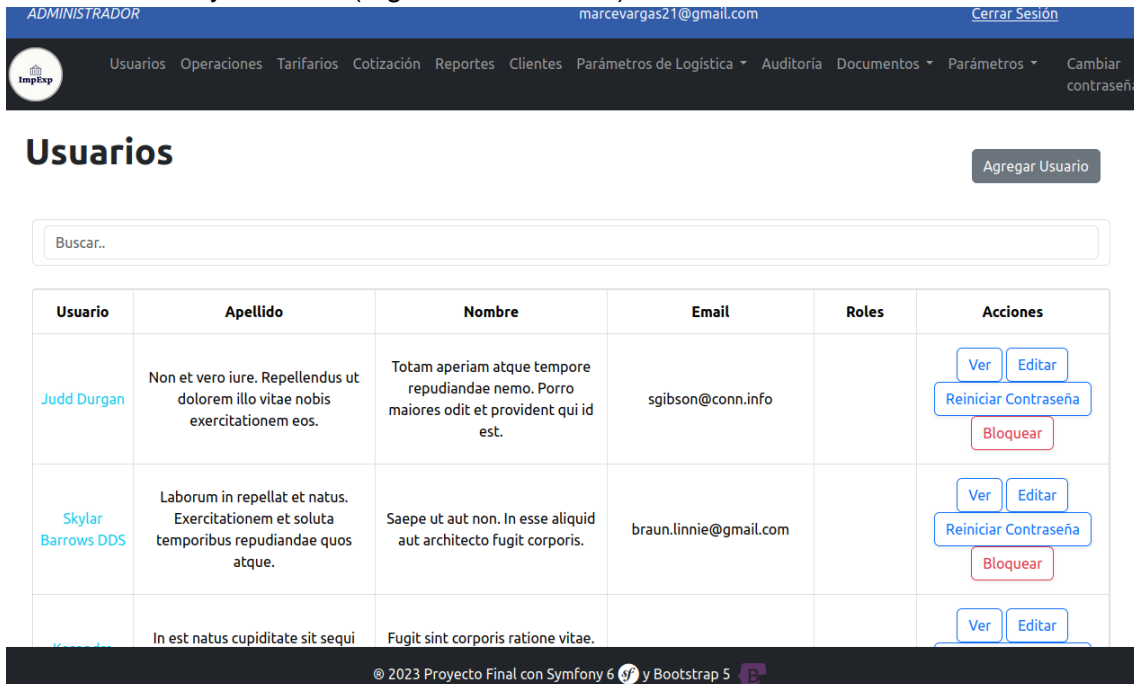 ADMINISTRADOR marcevargas21@gmail.com Cerrar Sesión
ImpExp Usuarios Operaciones Tarifarios Cotización Reportes Clientes Parámetros de Logística Auditoría Documentos Parámetros Cambiar
contraseña
Usuarios
Agregar Usuario
Buscar..
Usuario Apellido Nombre Email Roles Acciones
Judd Durgan
Non et vero iure. Repellendus ut
dolorem illo vitae nobis
exercitationem eos.
Totam aperiam atque tempore
repudiandae nemo. Porro
maiores odit et provident qui id
est.
sgibson@conn.info
Ver Editar
Reiniciar Contraseña
Bloquear
Skylar
Barrows DDS
Laborum in repellat et natus.
Exercitationem et soluta
temporibus repudiandae quos
atque.
Saepe ut aut non. In esse aliquid
aut architecto fugit corporis.
braun.linnie@gmail.com
Ver Editar
Reiniciar Contraseña
Bloquear
In est natus cupiditate sit sequi
Fugit sint corporis ratione vitae.
Ver Editar
® 2023 Proyecto Final con Symfony 6 sf y Bootstrap 5 B